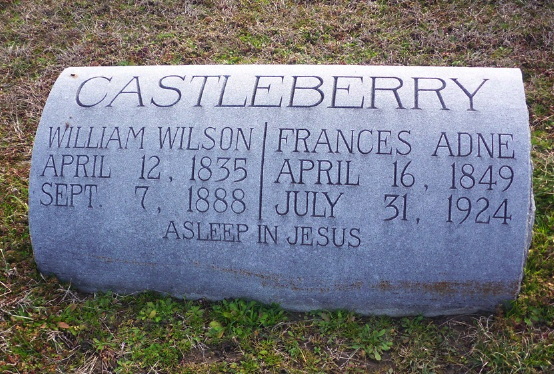 CASTLEBERRY
WILLIAM WILSON
APRIL 12, 1835
SEPT. 7, 1888
FRANCES ADNE
APRIL 16, 1849
JULY 31, 1924
ASLEEP IN JESUS